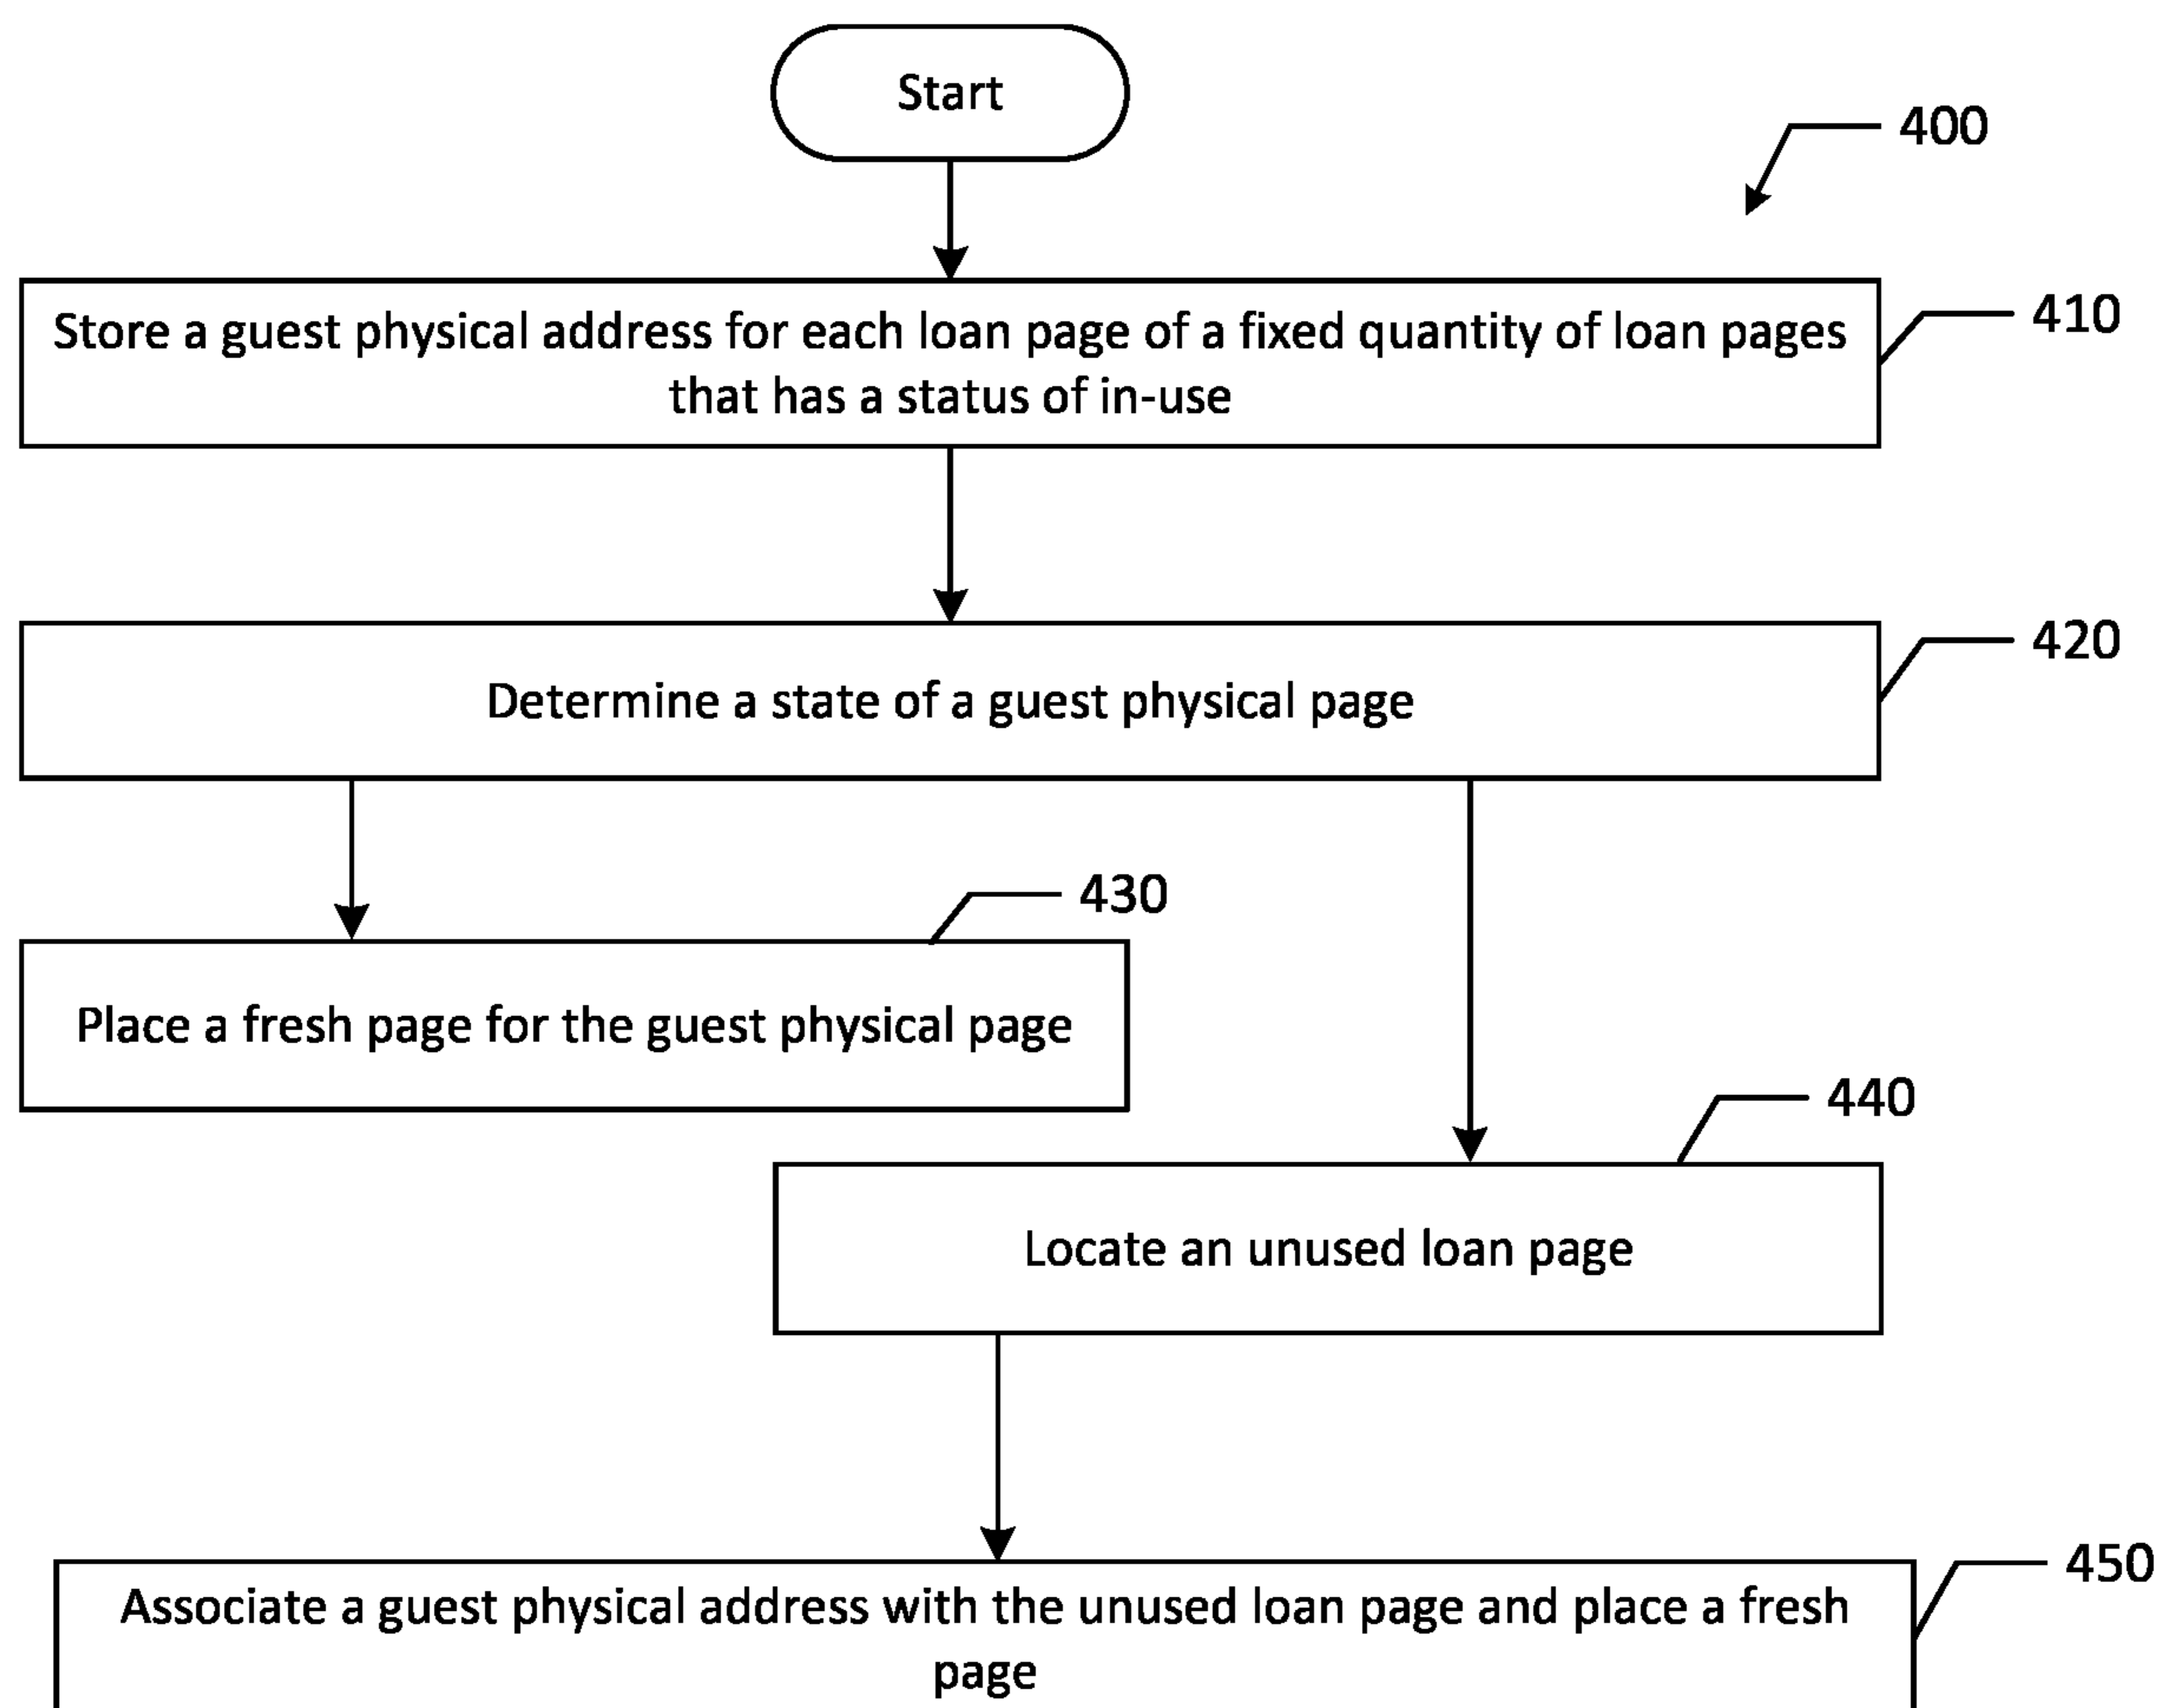 Start
400
Store a guest physical address for each loan page of a fixed quantity of loan pages
that has a status of in-use
410
Determine a state of a guest physical page
420
430
Place a fresh page for the guest physical page
440
Locate an unused loan page
450
Associate a guest physical address with the unused loan page and place a fresh
page